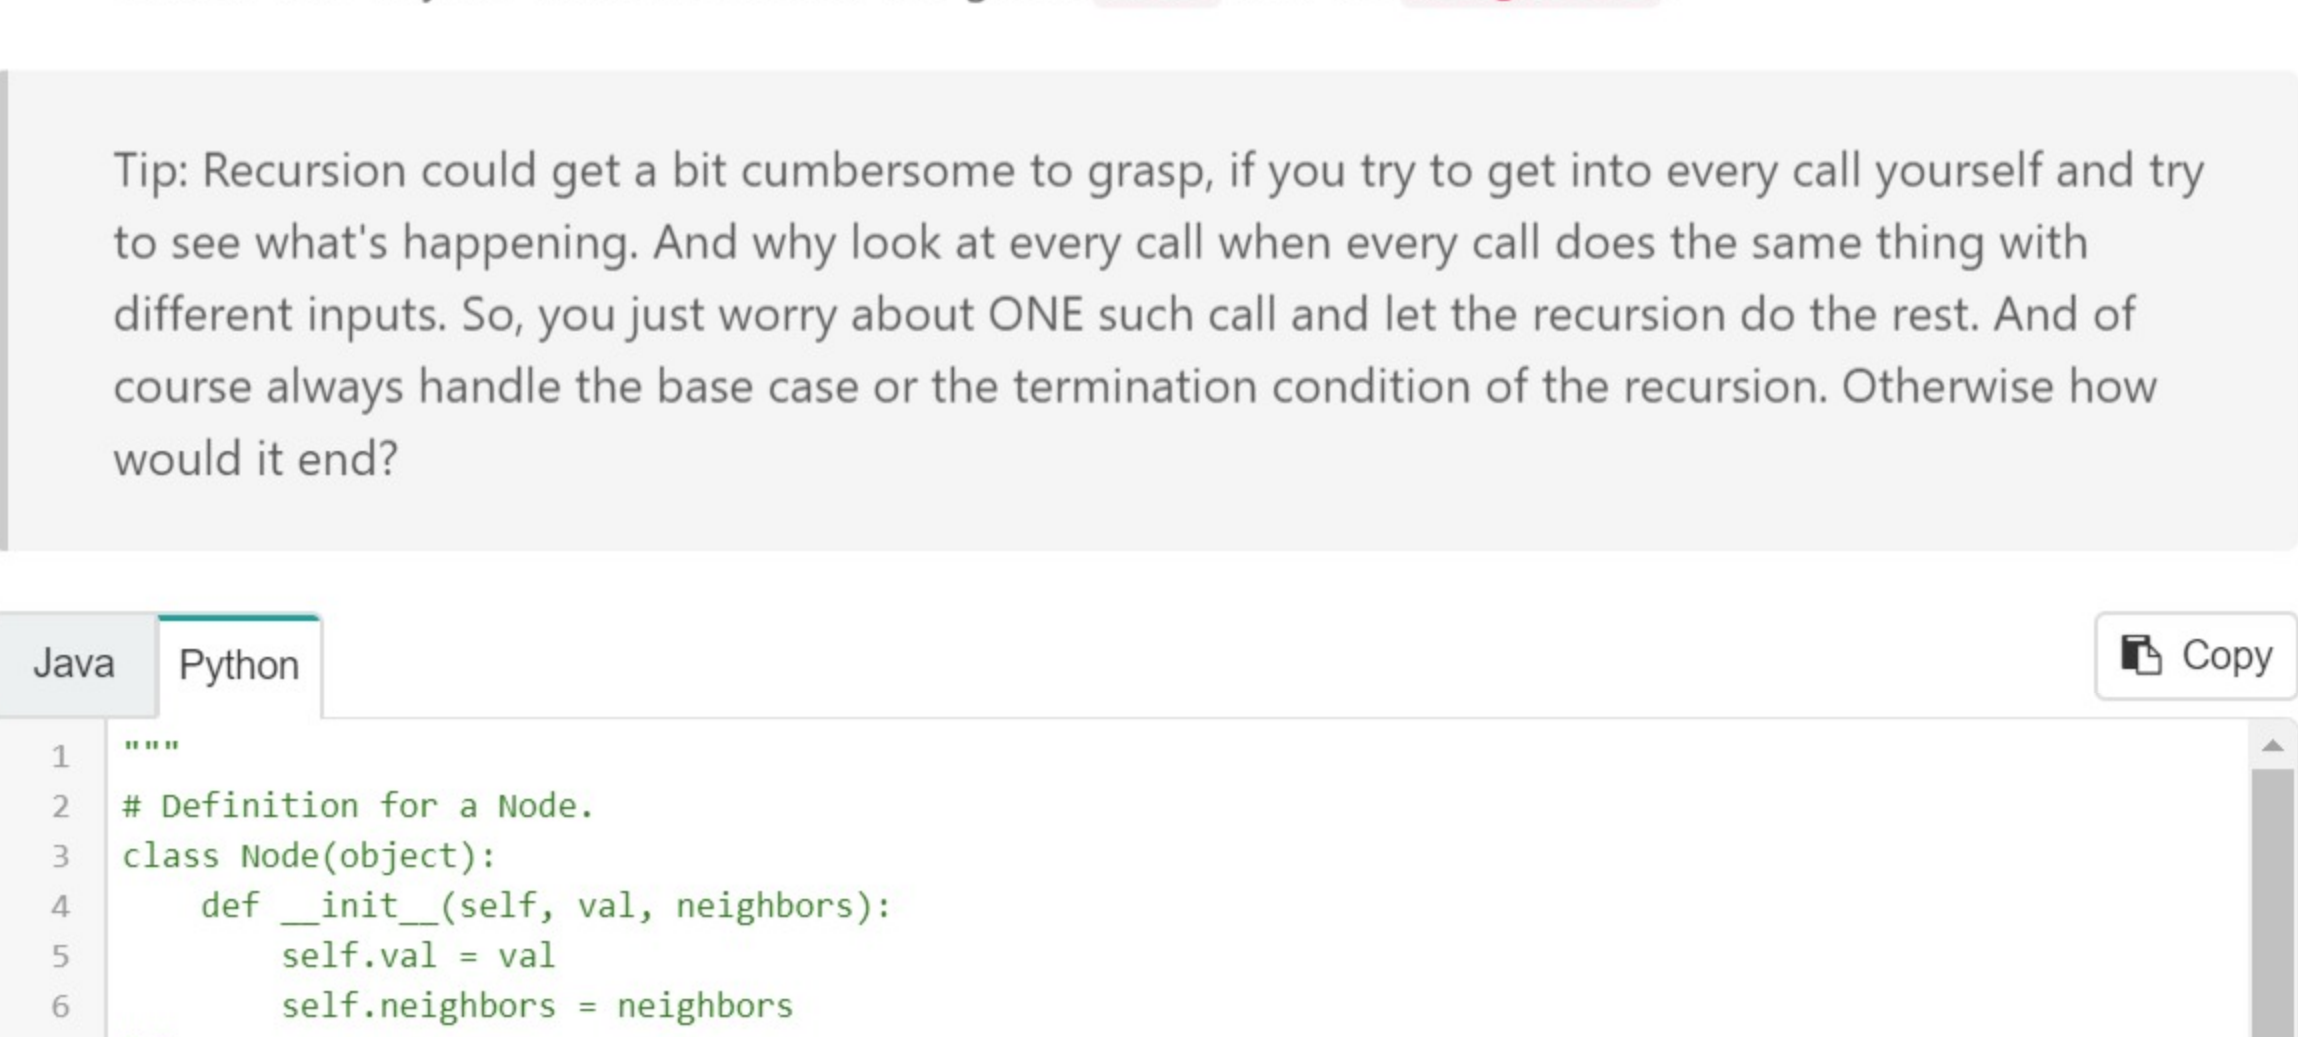 Tip: Recursion could get a bit cumbersome to grasp, if you try to get into every call yourself and try
to see what's happening. And why look at every call when every call does the same thing with
different inputs. So, you just worry about ONE such call and let the recursion do the rest. And of
course always handle the base case or the termination condition of the recursion. Otherwise how
would it end?
Java Python Copy
1 """
2 # Definition for a Node.
3 class Node(object):
4     def __init__(self, val, neighbors):
5         self.val = val
6         self.neighbors = neighbors